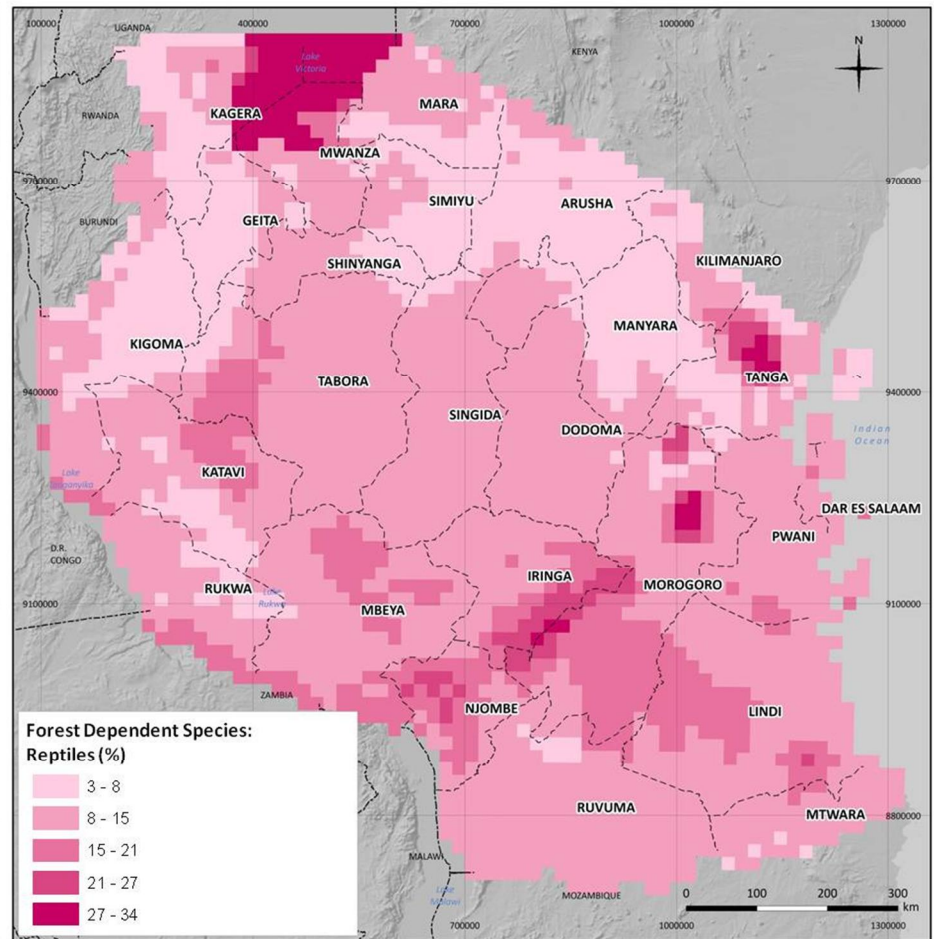 100000 400000 700000 1000000 1300000
UGANDA
N
KENYA
Lake
Victoria
MARA
KAGERA
RWANDA
MWANZA
9700000 9700000
SIMIYU
ARUSHA
GEITA
BURUNDI
SHINYANGA
KILIMANJARO
MANYARA
KIGOMA
TANGA
TABORA
9400000 9400000
SINGIDA
DODOMA
Indian
Ocean
KATAVI
Lake
Tanganyika
DAR ES SALAAM
PWANI
D.R.
CONGO
IRINGA
MOROGORO
RUKWA
Lake
Rukwa
9100000 9100000
MBEYA
ZAMBIA
NJOMBE
LINDI
RUVUMA
MTWARA
8800000
MALAWI
Lake
Malawi
MOZAMBIQUE
Forest Dependent Species:
Reptiles (%)
3 - 8
8 - 15
15 - 21
21 - 27
27 - 34
0 100 200 300
km
700000 1000000 1300000